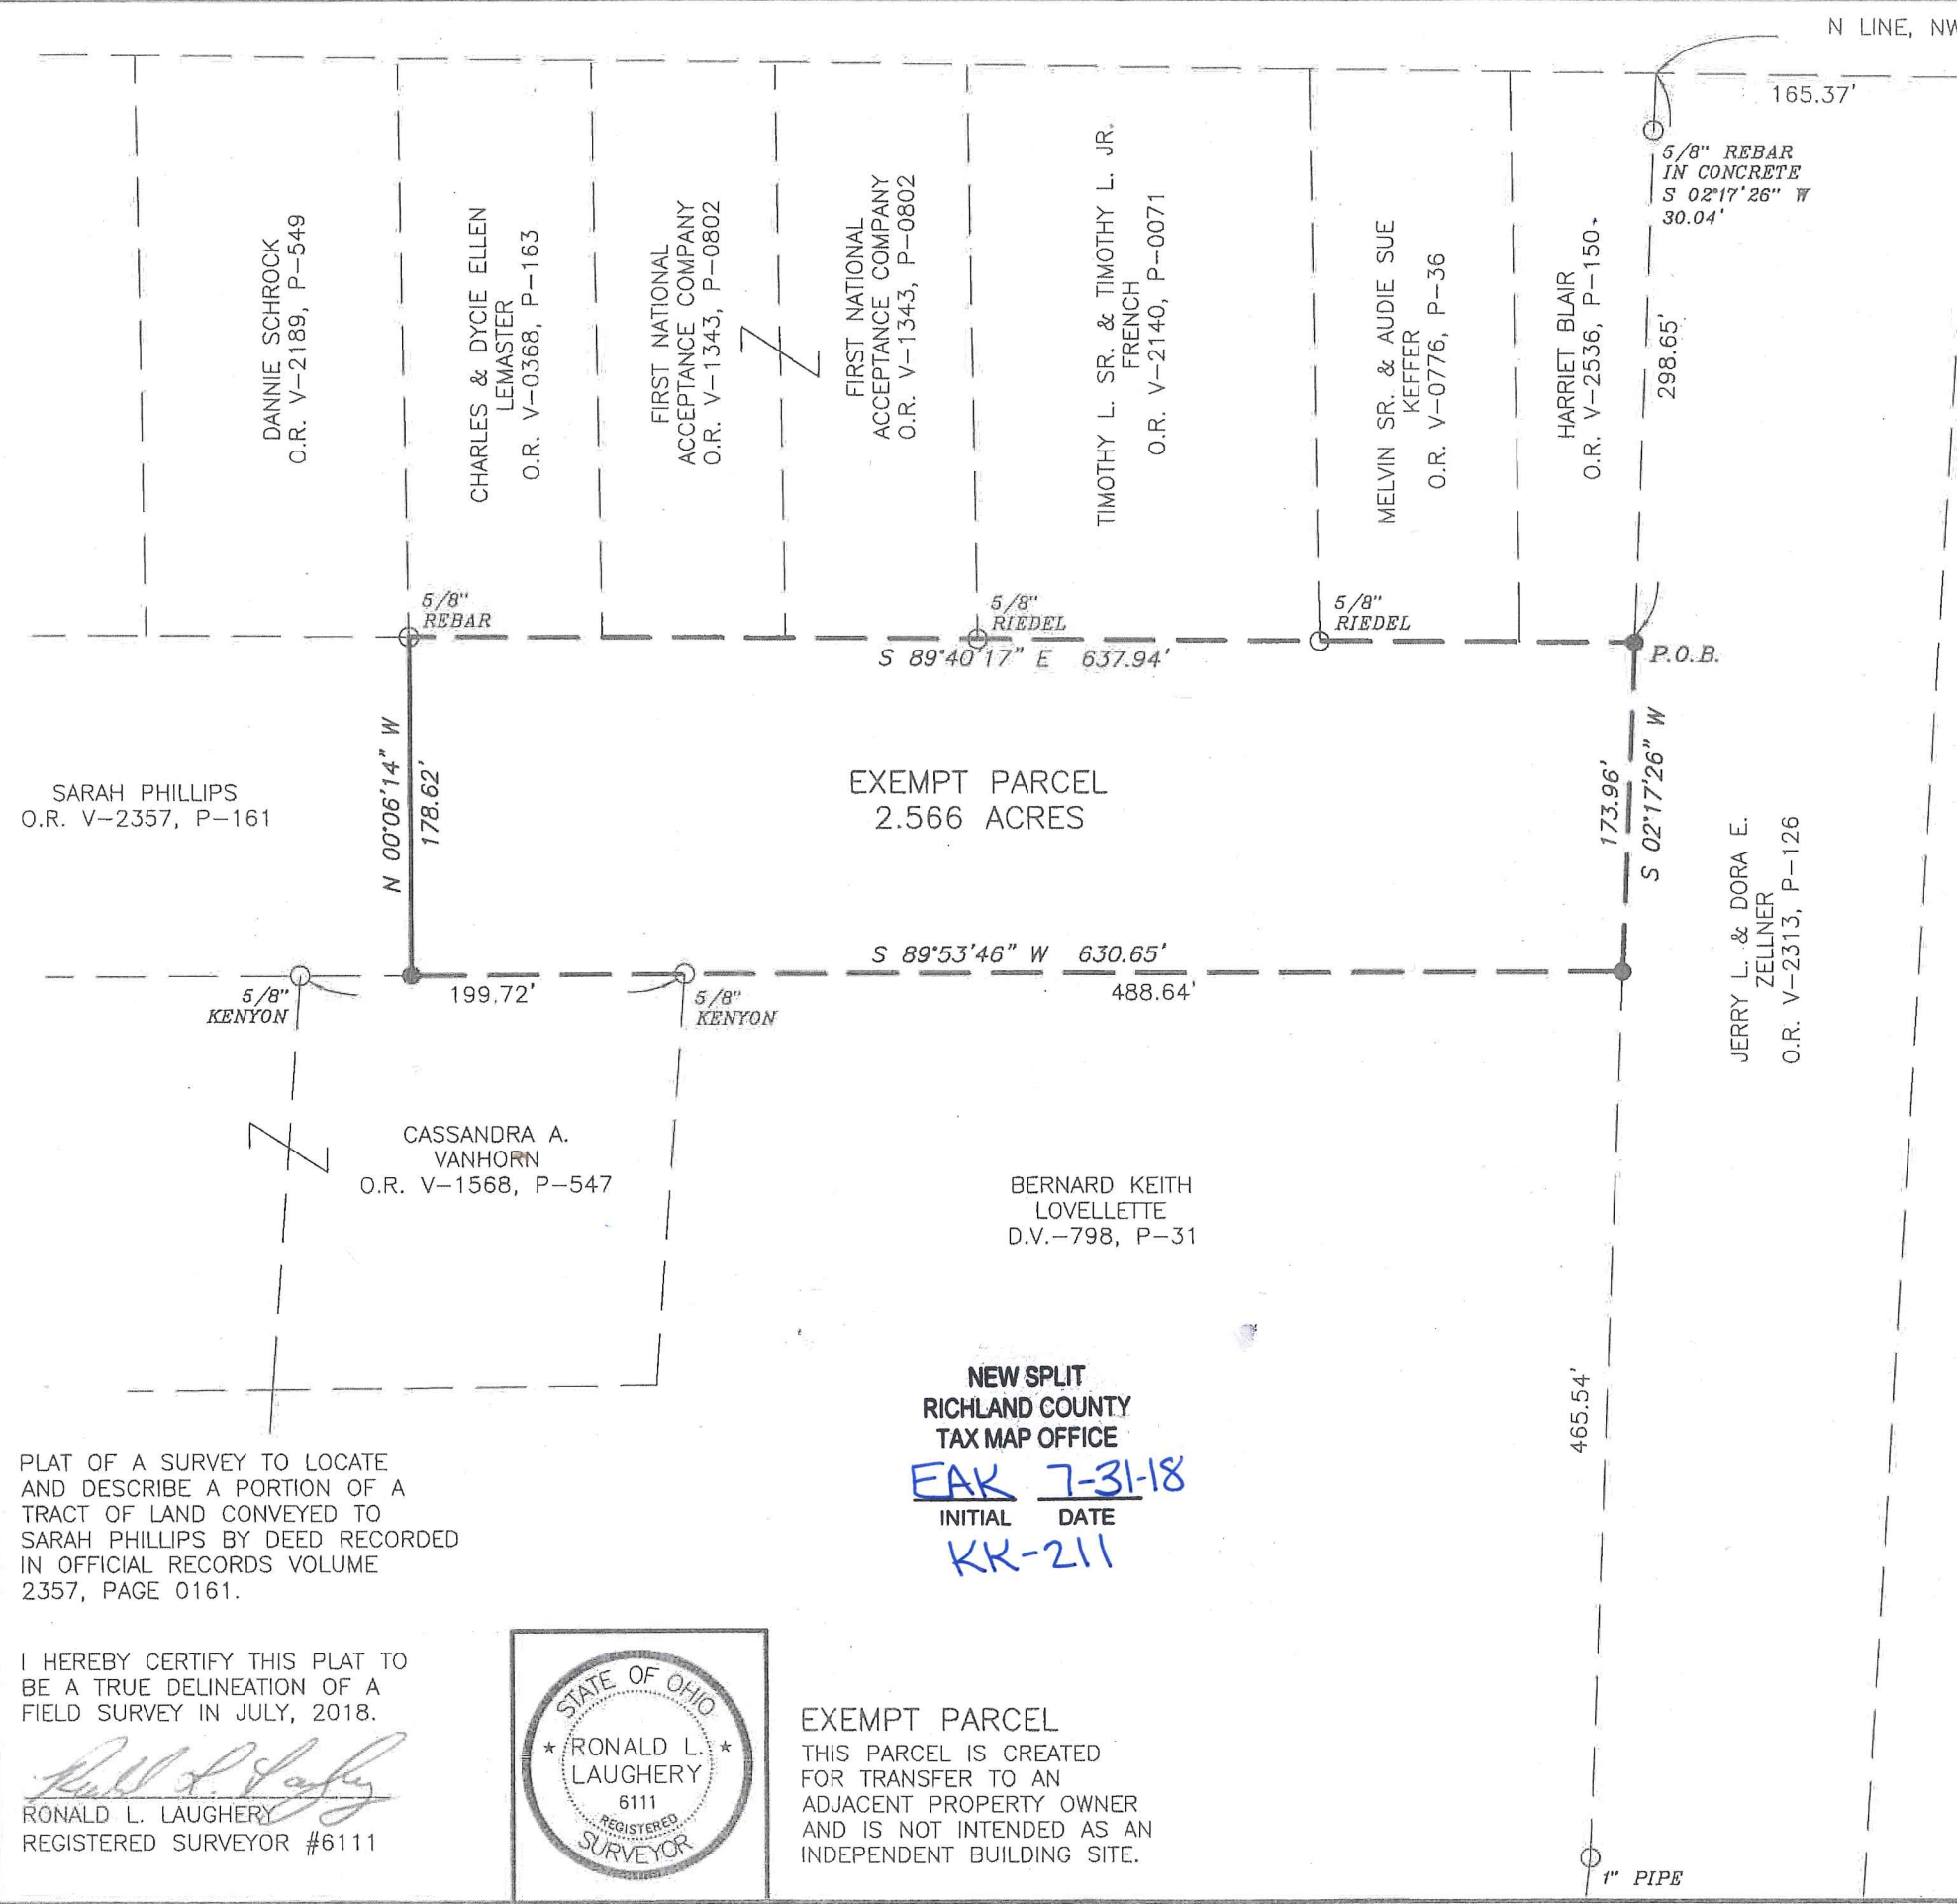 N LINE, NW
165.37'
5/8" REBAR
IN CONCRETE
S 02°17'26" W
30.04'
DANNIE SCHROCK
O.R. V-2189, P-549
CHARLES & DYCIE ELLEN
LEMASTER
O.R. V-0368, P-163
FIRST NATIONAL
ACCEPTANCE COMPANY
O.R. V-1343, P-0802
FIRST NATIONAL
ACCEPTANCE COMPANY
O.R. V-1343, P-0802
TIMOTHY L. SR. & TIMOTHY L. JR.
FRENCH
O.R. V-2140, P-0071
MELVIN SR. & AUDIE SUE
KEFFER
O.R. V-0776, P-36
HARRIET BLAIR
O.R. V-2536, P-150
298.65'
5/8"
REBAR
5/8"
RIEDEL
5/8"
RIEDEL
S 89°40'17" E 637.94'
P.O.B.
SARAH PHILLIPS
O.R. V-2357, P-161
N 00°06'14" W
178.62'
EXEMPT PARCEL
2.566 ACRES
173.96'
S 02°17'26" W
JERRY L. & DORA E.
ZELLNER
O.R. V-2313, P-126
S 89°53'46" W 630.65'
5/8"
KENYON
199.72'
5/8"
KENYON
488.64'
CASSANDRA A.
VANHORN
O.R. V-1568, P-547
BERNARD KEITH
LOVELLETTE
D.V.-798, P-31
465.54'
NEW SPLIT
RICHLAND COUNTY
TAX MAP OFFICE
EAK 7-31-18
INITIAL DATE
KK-211
PLAT OF A SURVEY TO LOCATE
AND DESCRIBE A PORTION OF A
TRACT OF LAND CONVEYED TO
SARAH PHILLIPS BY DEED RECORDED
IN OFFICIAL RECORDS VOLUME
2357, PAGE 0161.
I HEREBY CERTIFY THIS PLAT TO
BE A TRUE DELINEATION OF A
FIELD SURVEY IN JULY, 2018.
Ronald L. Laughery
RONALD L. LAUGHERY
REGISTERED SURVEYOR #6111
STATE OF OHIO
★ RONALD L. ★
LAUGHERY
6111
REGISTERED
SURVEYOR
EXEMPT PARCEL
THIS PARCEL IS CREATED
FOR TRANSFER TO AN
ADJACENT PROPERTY OWNER
AND IS NOT INTENDED AS AN
INDEPENDENT BUILDING SITE.
1" PIPE